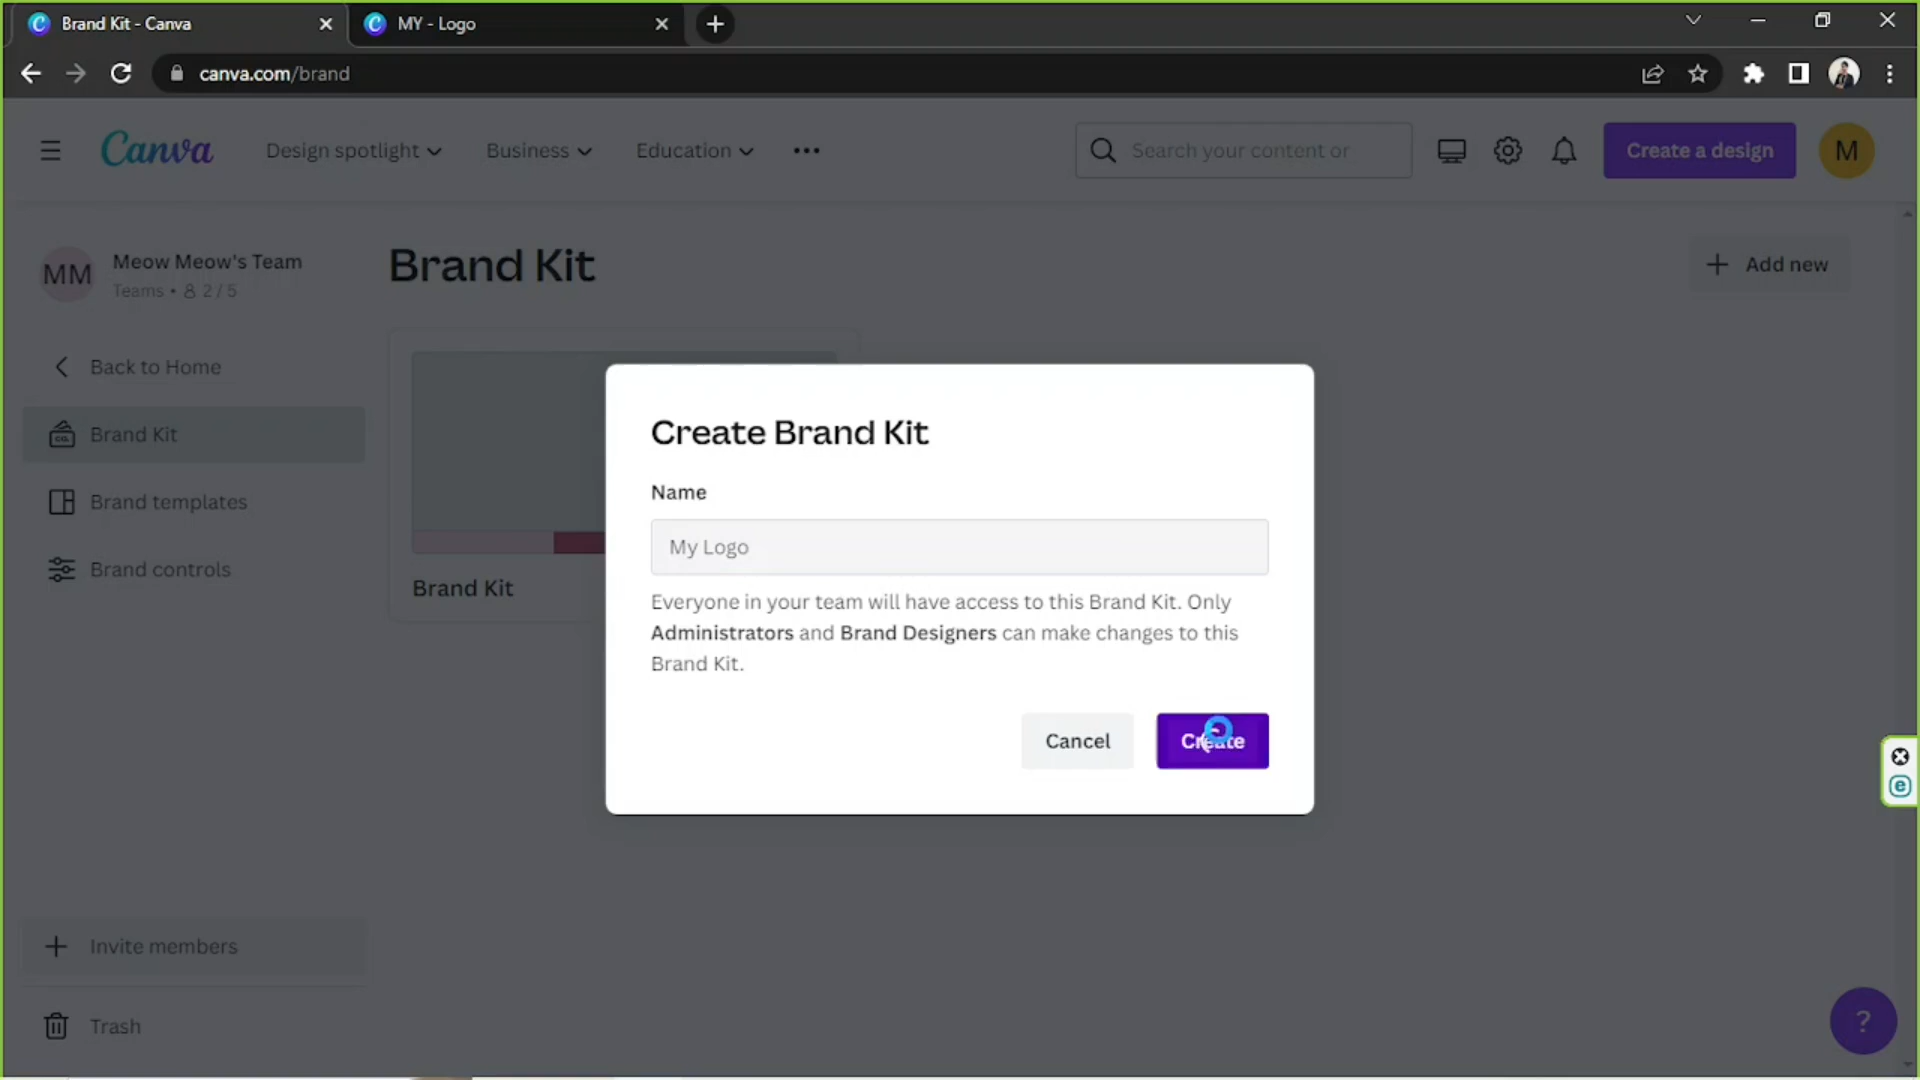 Brand Kit - Canva
MY - Logo
canva.com/brand
Canva
Design spotlight
Business
Education
Search your content or
Create a design
M
MM
Meow Meow's Team
Teams • 2 / 5
Brand Kit
Add new
Back to Home
Brand Kit
Brand templates
Brand controls
Brand Kit
Create Brand Kit
Name
My Logo
Everyone in your team will have access to this Brand Kit. Only
Administrators and Brand Designers can make changes to this
Brand Kit.
Cancel
Create
Invite members
Trash
?